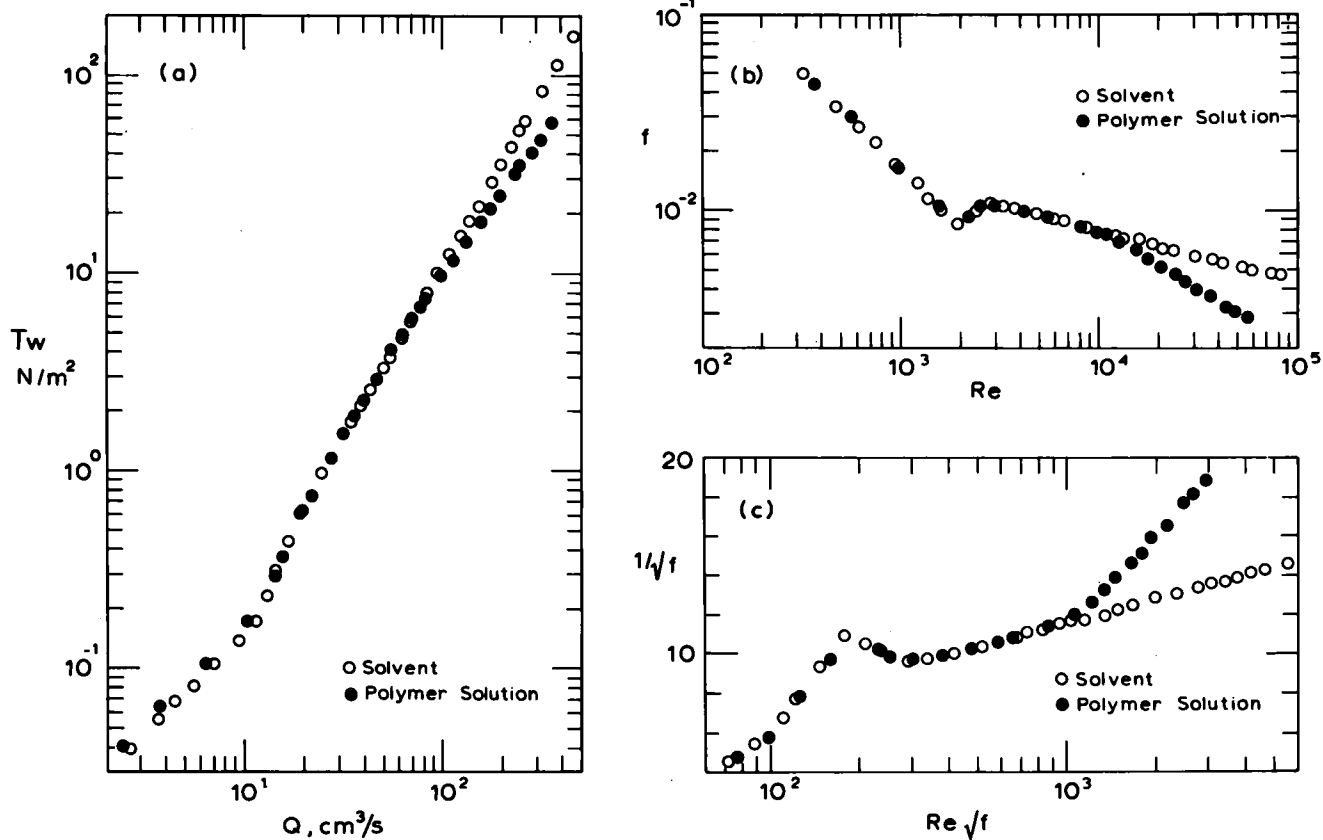 (a)
10²
10¹
10⁰
10⁻¹
Tw
N/m²
○ Solvent
● Polymer Solution
10¹
10²
Q, cm³/s
10⁻¹
(b)
○ Solvent
● Polymer Solution
f
10⁻²
10²
10³
10⁴
10⁵
Re
20
(c)
1/√f
10
○ Solvent
● Polymer Solution
10²
10³
Re√f